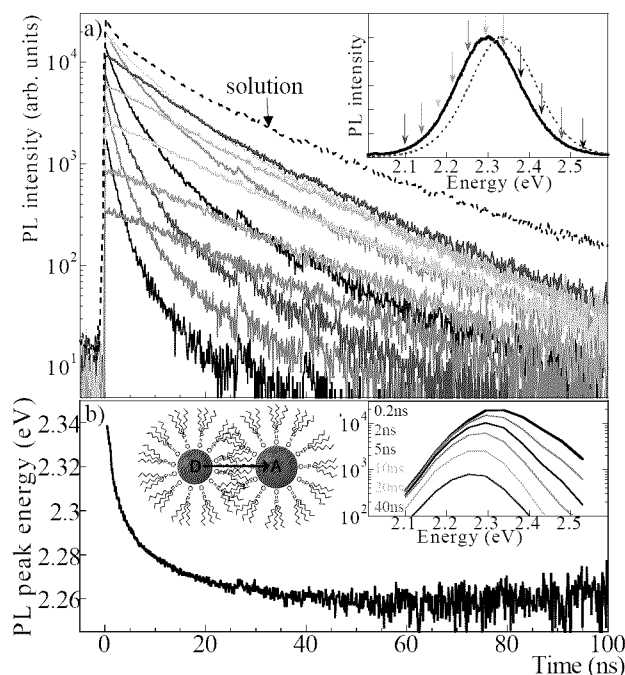 a)
PL intensity (arb. units)
10^4
10^3
10^2
10^1
solution
PL intensity
2.1 2.2 2.3 2.4 2.5
Energy (eV)
b)
PL peak energy (eV)
2.34
2.32
2.3
2.28
2.26
D A
0.2ns
2ns
5ns
10ns
20ns
40ns
10^4
10^3
10^2
2.1 2.2 2.3 2.4 2.5
Energy (eV)
0 20 40 60 80 100
Time (ns)